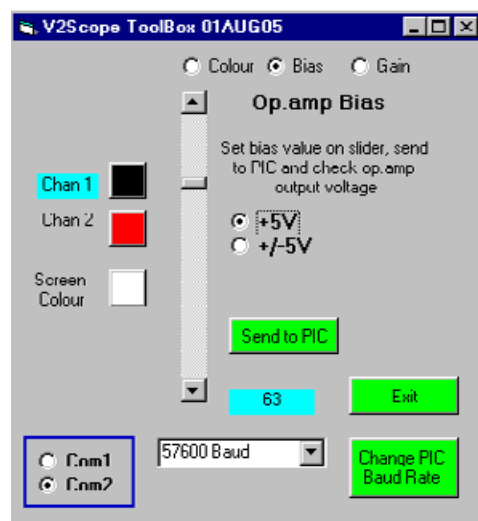 V2Scope ToolBox 01AUG05
Colour Bias Gain
Op.amp Bias
Set bias value on slider, send
to PIC and check op.amp
output voltage
Chan 1
Chan 2
+5V
+/-5V
Screen
Colour
Send to PIC
63
Exit
Com1
Com2
57600 Baud
Change PIC
Baud Rate